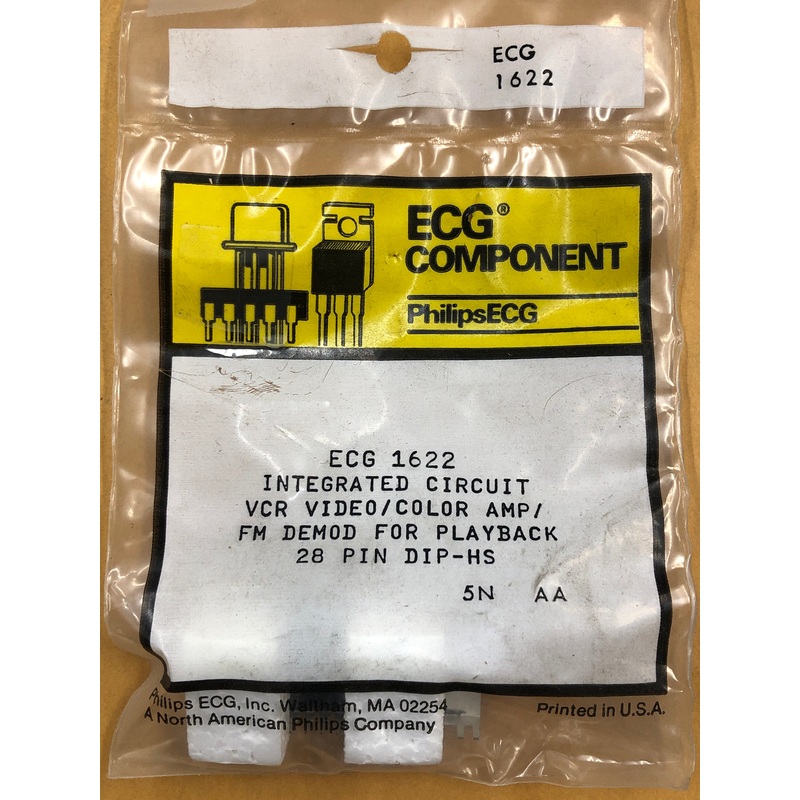 ECG
1622
ECG®
COMPONENT
PhilipsECG
ECG 1622
INTEGRATED CIRCUIT
VCR VIDEO/COLOR AMP/
FM DEMOD FOR PLAYBACK
28 PIN DIP-HS
5N AA
Philips ECG, Inc. Waltham, MA 02254
A North American Philips Company
Printed in U.S.A.